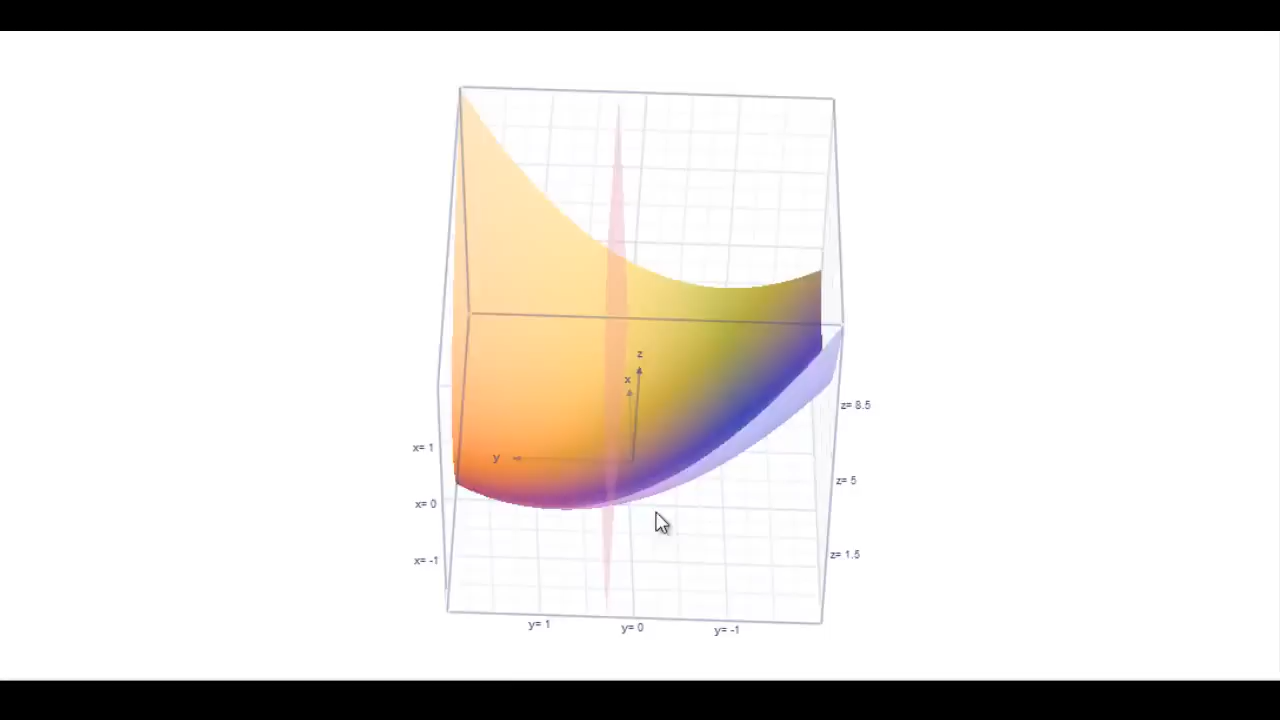 z
x
z= 8.5
x= 1
y
z= 5
x= 0
z= 1.5
x= -1
y= 1
y= 0
y= -1